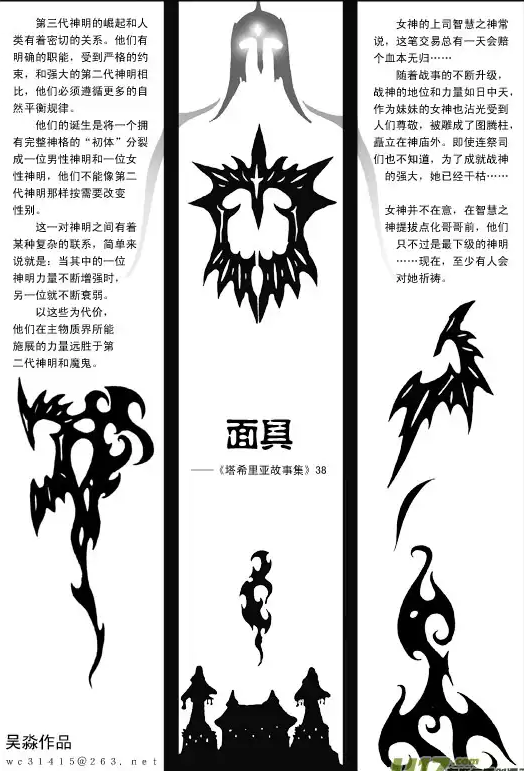 第三代神明的崛起和人
类有着密切的关系。他们有
明确的职能，受到严格的约
束，和强大的第二代神明相
比，他们必须遵循更多的自
然平衡规律。
他们的诞生是将一个拥
有完整神格的“初体”分裂
成一位男性神明和一位女
性神明，他们不能像第二
代神明那样按需要改变
性别。
这一对神明之间有着
某种复杂的联系，简单来
说就是：当其中的一位
神明力量不断增强时，
另一位就不断衰弱。
以这些为代价，
他们在主物质界所能
施展的力量远胜于第
二代神明和魔鬼。
面具
——《塔希里亚故事集》38
女神的上司智慧之神常
说，这笔交易总有一天会赔
个血本无归……
随着战事的不断升级，
战神的地位和力量如日中天，
作为妹妹的女神也沾光受到
人们尊敬，被雕成了图腾柱，
矗立在神庙外。即使连祭司
们也不知道，为了成就战神
的强大，她已经干枯……
女神并不在意，在智慧之
神提拔点化哥哥前，他们
只不过是最下级的神明
……现在，至少有人会
对她祈祷。
吴淼作品
wc31415@263.net